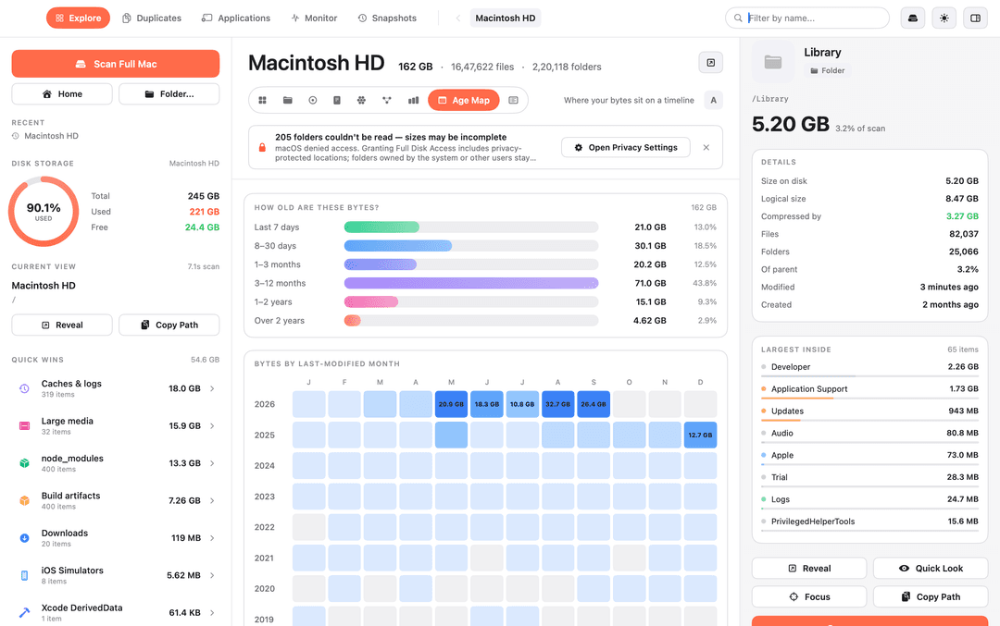 Explore
Duplicates
Applications
Monitor
Snapshots
Macintosh HD
Filter by name...
Scan Full Mac
Home
Folder...
RECENT
Macintosh HD
DISK STORAGE
Macintosh HD
90.1%
USED
Total 245 GB
Used 221 GB
Free 24.4 GB
CURRENT VIEW
7.1s scan
Macintosh HD
/
Reveal
Copy Path
QUICK WINS
54.6 GB
Caches & logs
319 items
18.0 GB
Large media
32 items
15.9 GB
node_modules
400 items
13.3 GB
Build artifacts
400 items
7.26 GB
Downloads
20 items
119 MB
iOS Simulators
8 items
5.62 MB
Xcode DerivedData
1 item
61.4 KB
Macintosh HD 162 GB · 16,47,622 files · 2,20,118 folders
Age Map
Where your bytes sit on a timeline
A
205 folders couldn't be read — sizes may be incomplete
macOS denied access. Granting Full Disk Access includes privacy-
protected locations; folders owned by the system or other users stay...
Open Privacy Settings
HOW OLD ARE THESE BYTES?
162 GB
Last 7 days 21.0 GB 13.0%
8–30 days 30.1 GB 18.5%
1–3 months 20.2 GB 12.5%
3–12 months 71.0 GB 43.8%
1–2 years 15.1 GB 9.3%
Over 2 years 4.62 GB 2.9%
BYTES BY LAST-MODIFIED MONTH
J F M A M J J A S O N D
2026 20.9 GB 18.3 GB 10.8 GB 32.7 GB 26.4 GB
2025 12.7 GB
2024
2023
2022
2021
2020
2019
Library
Folder
/Library
5.20 GB 3.2% of scan
DETAILS
Size on disk 5.20 GB
Logical size 8.47 GB
Compressed by 3.27 GB
Files 82,037
Folders 25,066
Of parent 3.2%
Modified 3 minutes ago
Created 2 months ago
LARGEST INSIDE
65 items
Developer 2.26 GB
Application Support 1.73 GB
Updates 943 MB
Audio 80.8 MB
Apple 73.0 MB
Trial 28.3 MB
Logs 24.7 MB
PrivilegedHelperTools 15.6 MB
Reveal
Quick Look
Focus
Copy Path